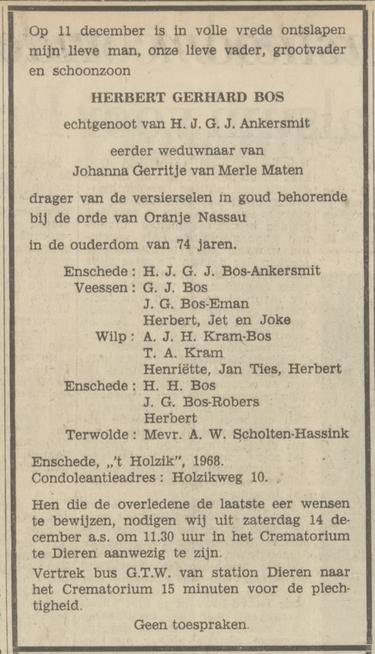 Op 11 december is in volle vrede ontslapen
mijn lieve man, onze lieve vader, grootvader
en schoonzoon
HERBERT GERHARD BOS
echtgenoot van H. J. G. J. Ankersmit
eerder weduwnaar van
Johanna Gerritje van Merle Maten
drager van de versierselen in goud behorende
bij de orde van Oranje Nassau
in de ouderdom van 74 jaren.
Enschede : H. J. G. J. Bos-Ankersmit
Veessen : G. J. Bos
J. G. Bos-Eman
Herbert, Jet en Joke
Wilp : A. J. H. Kram-Bos
T. A. Kram
Henriëtte, Jan Ties, Herbert
Enschede : H. H. Bos
J. G. Bos-Robers
Herbert
Terwolde : Mevr. A. W. Scholten-Hassink
Enschede, „'t Holzik”, 1968.
Condoleantieadres : Holzikweg 10.
Hen die de overledene de laatste eer wensen
te bewijzen, nodigen wij uit zaterdag 14 de-
cember a.s. om 11.30 uur in het Crematorium
te Dieren aanwezig te zijn.
Vertrek bus G.T.W. van station Dieren naar
het Crematorium 15 minuten voor de plech-
tigheid.
Geen toespraken.